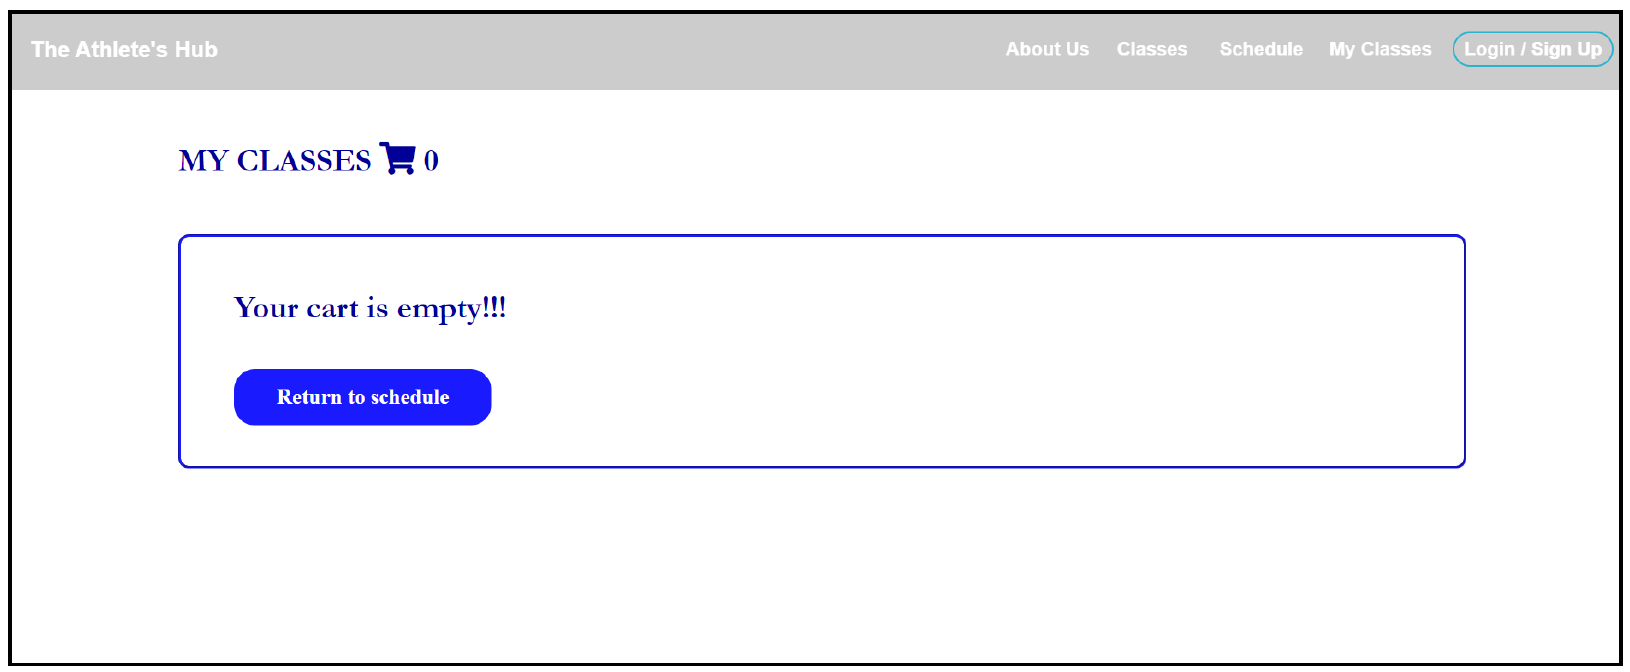 The Athlete's Hub About Us Classes Schedule My Classes Login / Sign Up
MY CLASSES 0
Your cart is empty!!!
Return to schedule